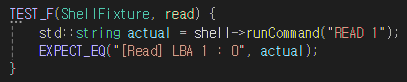 TEST_F(ShellFixture, read) {
    std::string actual = shell->runCommand("READ 1");
    EXPECT_EQ("[Read] LBA 1 : 0", actual);
}